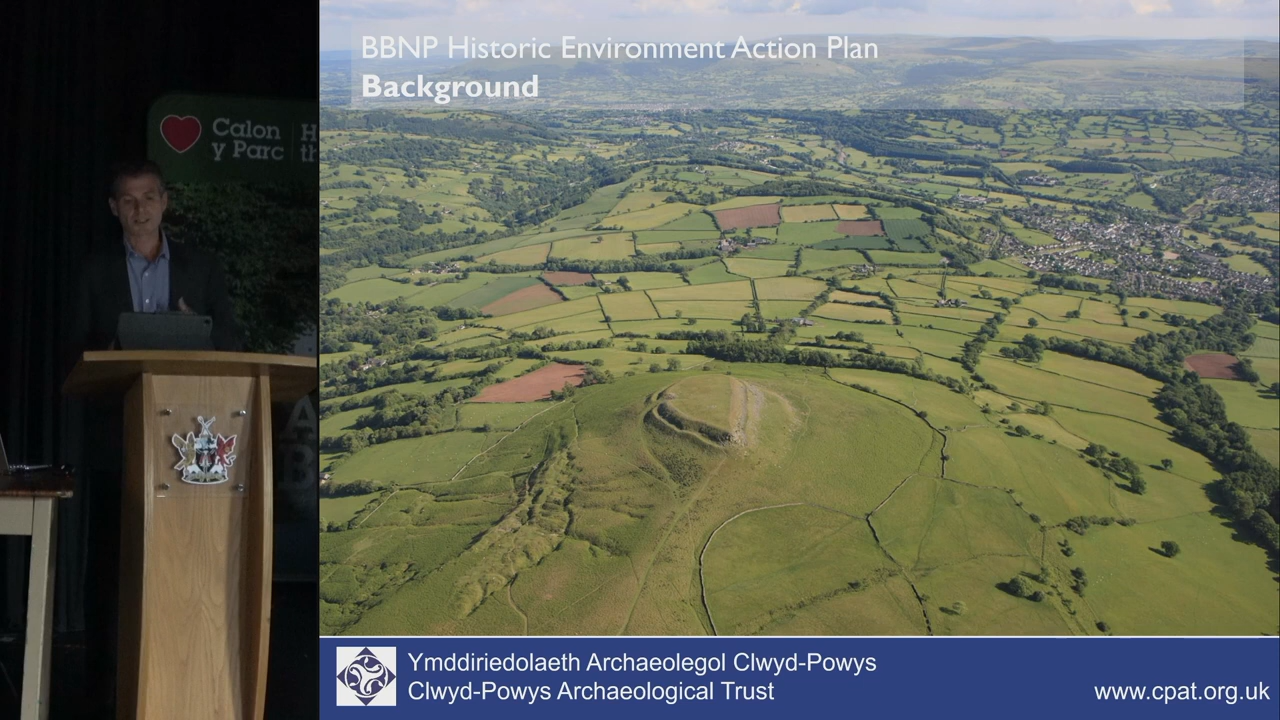 BBNP Historic Environment Action Plan
Background
Calon
y Parc
H
th
Ymddiriedolaeth Archaeolegol Clwyd-Powys
Clwyd-Powys Archaeological Trust
www.cpat.org.uk